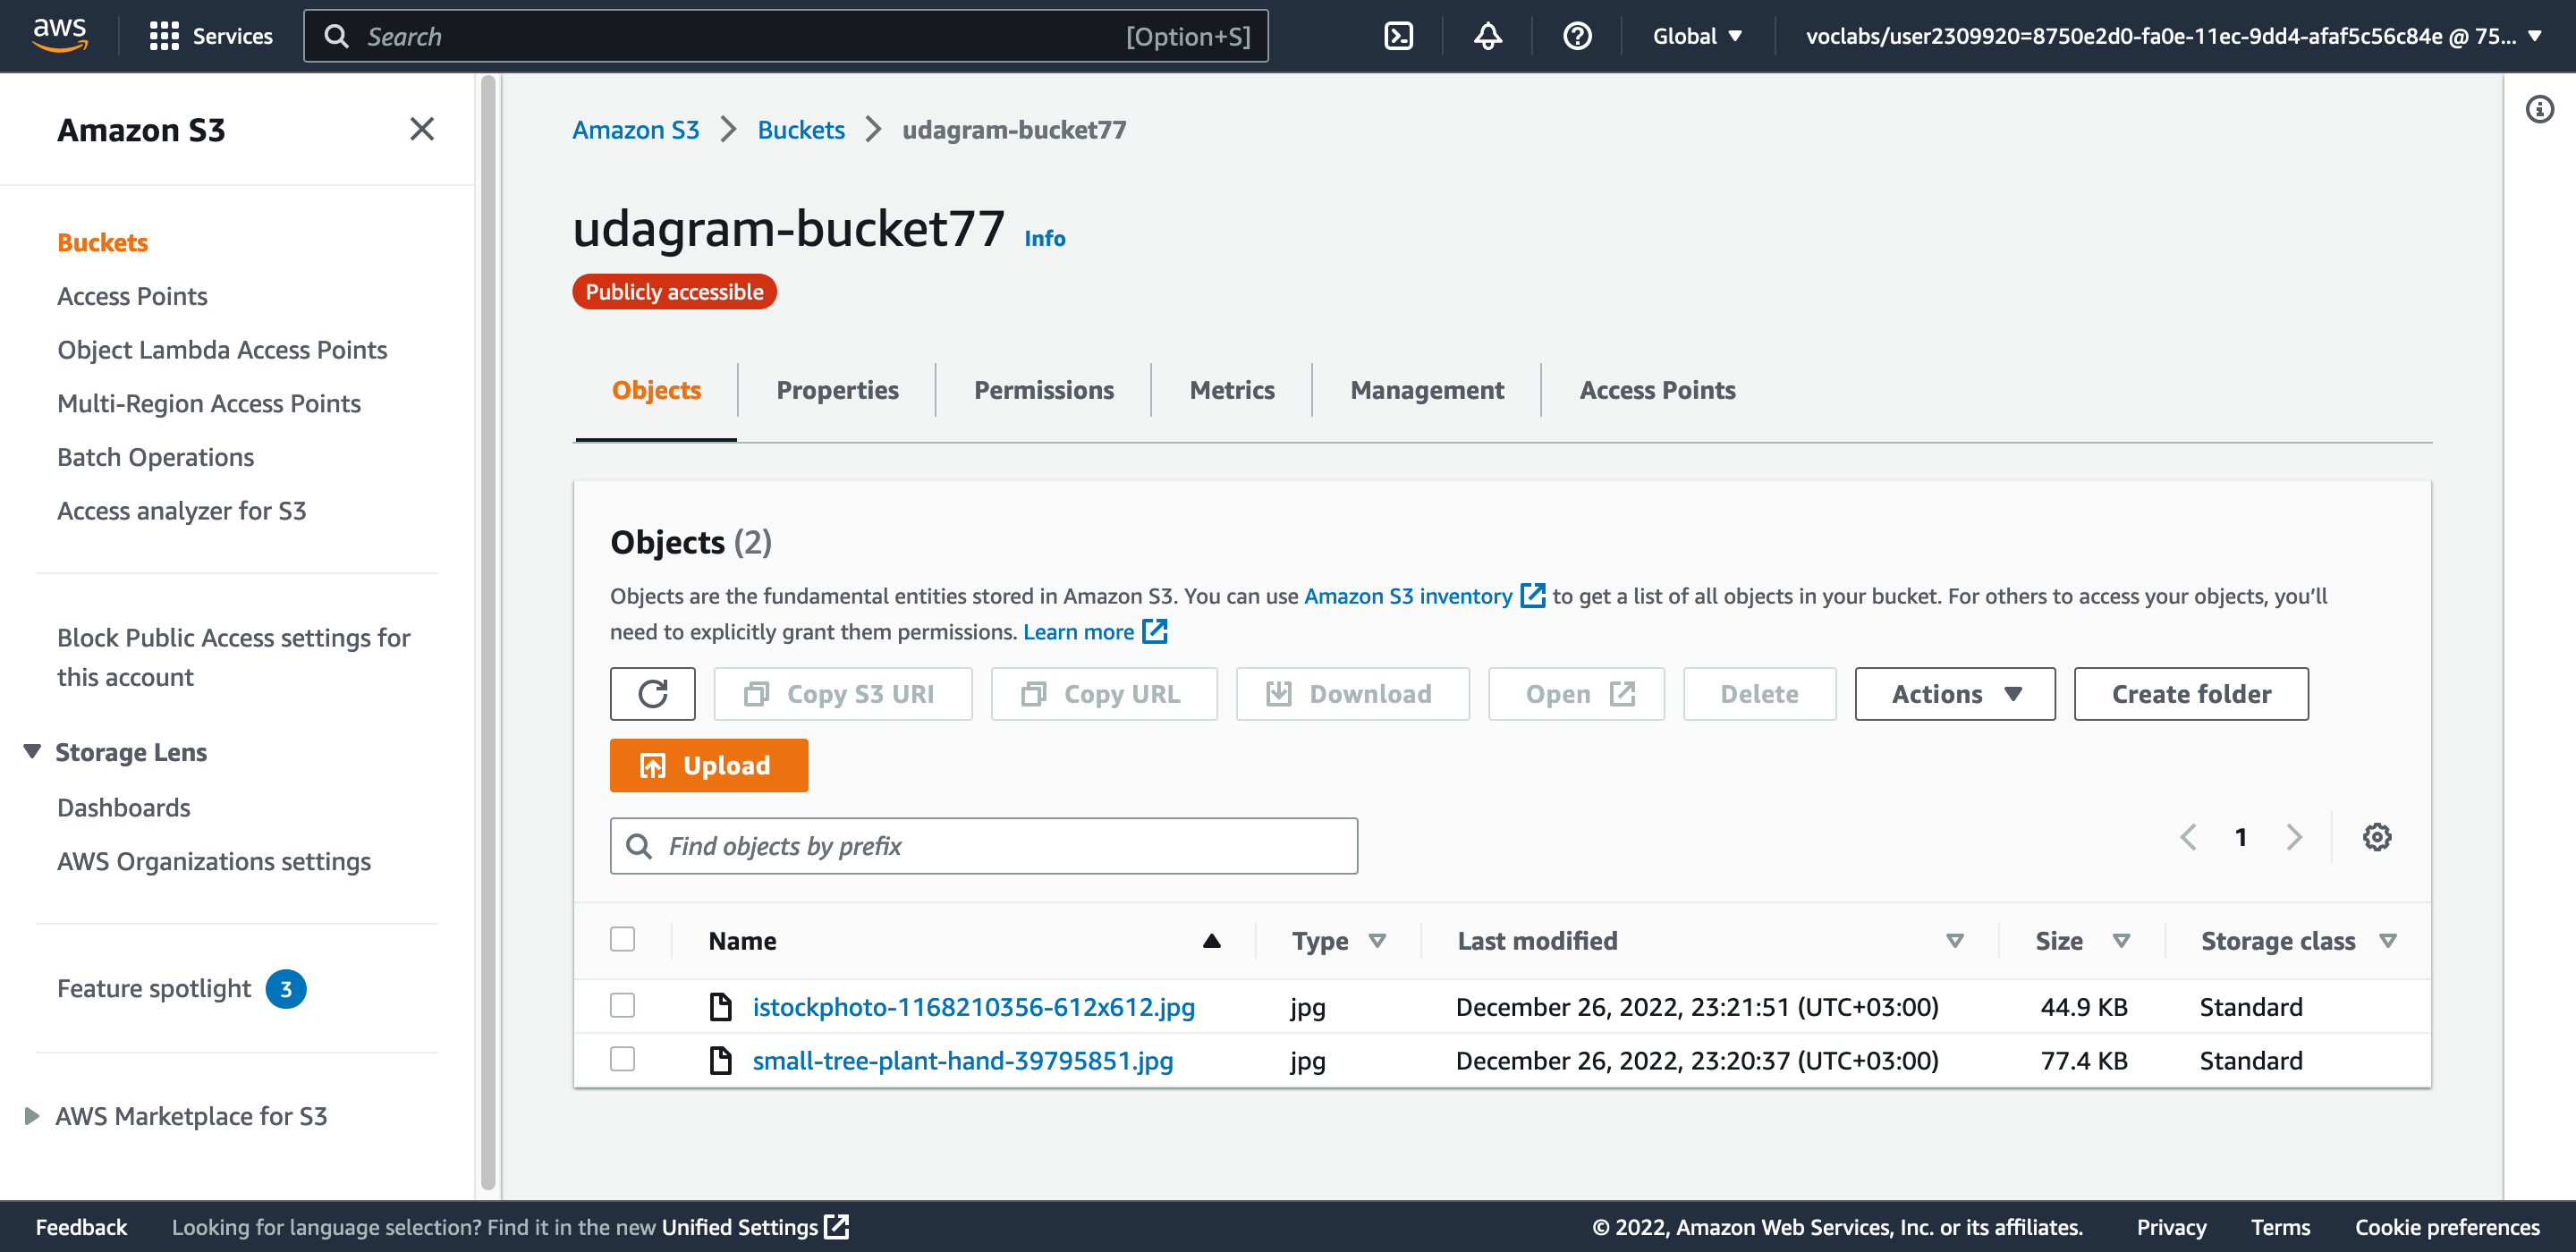 aws
Services
Search
[Option+S]
Global
voclabs/user2309920=8750e2d0-fa0e-11ec-9dd4-afaf5c56c84e @ 75...
Amazon S3
Buckets
Access Points
Object Lambda Access Points
Multi-Region Access Points
Batch Operations
Access analyzer for S3
Block Public Access settings for
this account
Storage Lens
Dashboards
AWS Organizations settings
Feature spotlight 3
AWS Marketplace for S3
Amazon S3 > Buckets > udagram-bucket77
udagram-bucket77 Info
Publicly accessible
Objects Properties Permissions Metrics Management Access Points
Objects (2)
Objects are the fundamental entities stored in Amazon S3. You can use Amazon S3 inventory to get a list of all objects in your bucket. For others to access your objects, you’ll
need to explicitly grant them permissions. Learn more
Copy S3 URI Copy URL Download Open Delete Actions Create folder
Upload
Find objects by prefix
1
Name Type Last modified Size Storage class
istockphoto-1168210356-612x612.jpg jpg December 26, 2022, 23:21:51 (UTC+03:00) 44.9 KB Standard
small-tree-plant-hand-39795851.jpg jpg December 26, 2022, 23:20:37 (UTC+03:00) 77.4 KB Standard
Feedback Looking for language selection? Find it in the new Unified Settings © 2022, Amazon Web Services, Inc. or its affiliates. Privacy Terms Cookie preferences